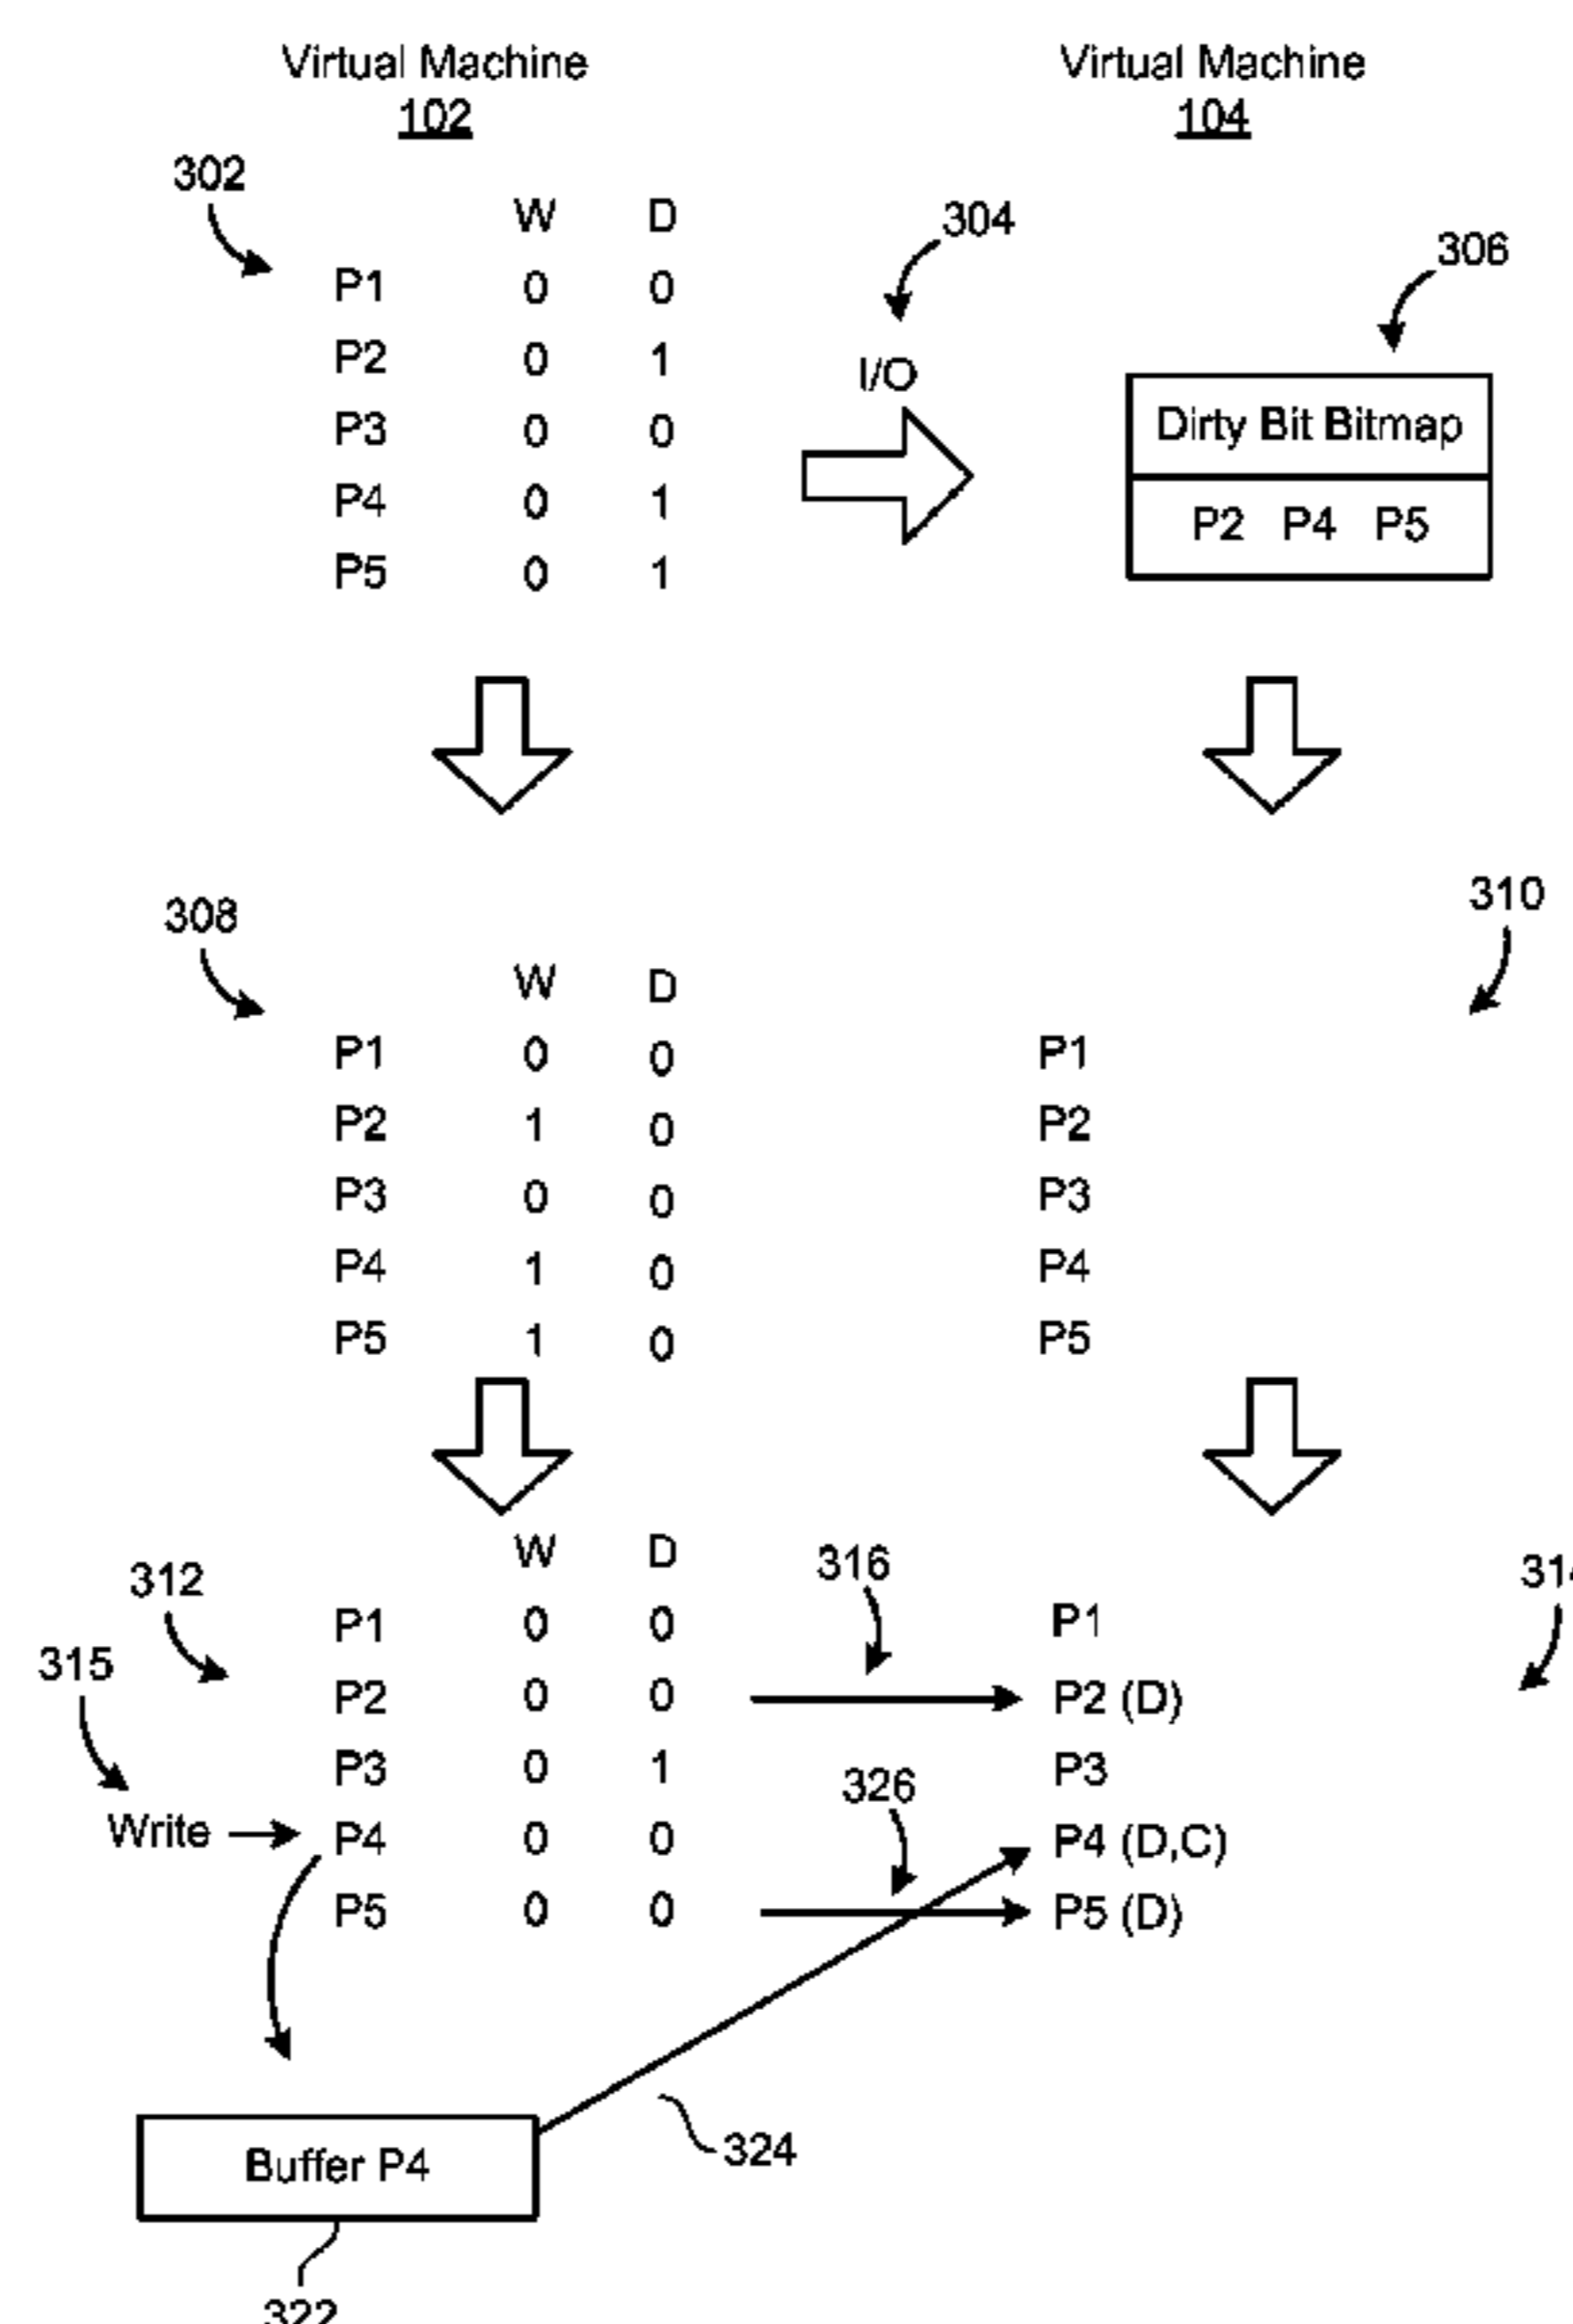 Virtual Machine Virtual Machine
102 104
302
W D 304
306
P1 0 0
P2 0 1 I/O
P3 0 0 Dirty Bit Bitmap
P4 0 1 P2 P4 P5
P5 0 1
308 310
W D
P1 0 0 P1
P2 1 0 P2
P3 0 0 P3
P4 1 0 P4
P5 1 0 P5
W D 316
312
P1 0 0 P1
315
P2 0 0 P2 (D)
P3 0 1 326 P3
Write P4 0 0 P4 (D,C)
P5 0 0 P5 (D)
324
Buffer P4
322